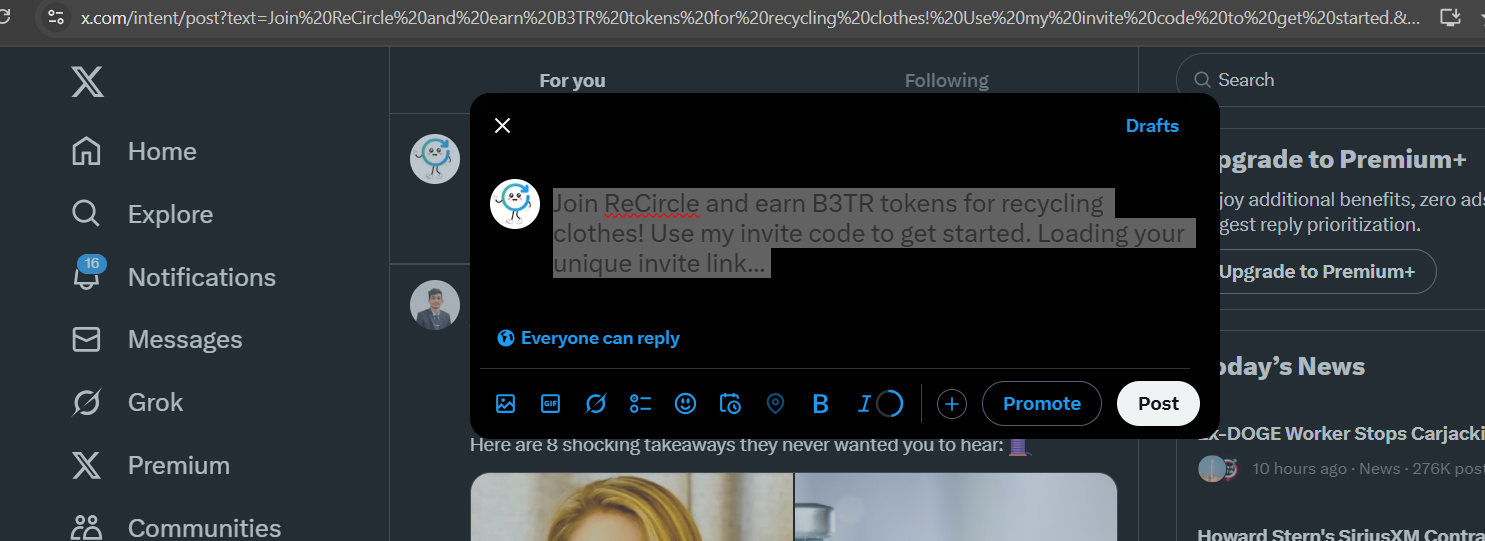 x.com/intent/post?text=Join%20ReCircle%20and%20earn%20B3TR%20tokens%20for%20recycling%20clothes!%20Use%20my%20invite%20code%20to%20get%20started.&...
For you
Following
Search
Home
Explore
16
Notifications
Messages
Grok
Premium
Communities
Drafts
Join ReCircle and earn B3TR tokens for recycling
clothes! Use my invite code to get started. Loading your
unique invite link...
Everyone can reply
GIF
B
I
Promote
Post
Here are 8 shocking takeaways they never wanted you to hear:
pgrade to Premium+
joy additional benefits, zero ads
gest reply prioritization.
Upgrade to Premium+
oday's News
Ex-DOGE Worker Stops Carjacki
10 hours ago · News · 276K post
Howard Stern's SiriusXM Contra